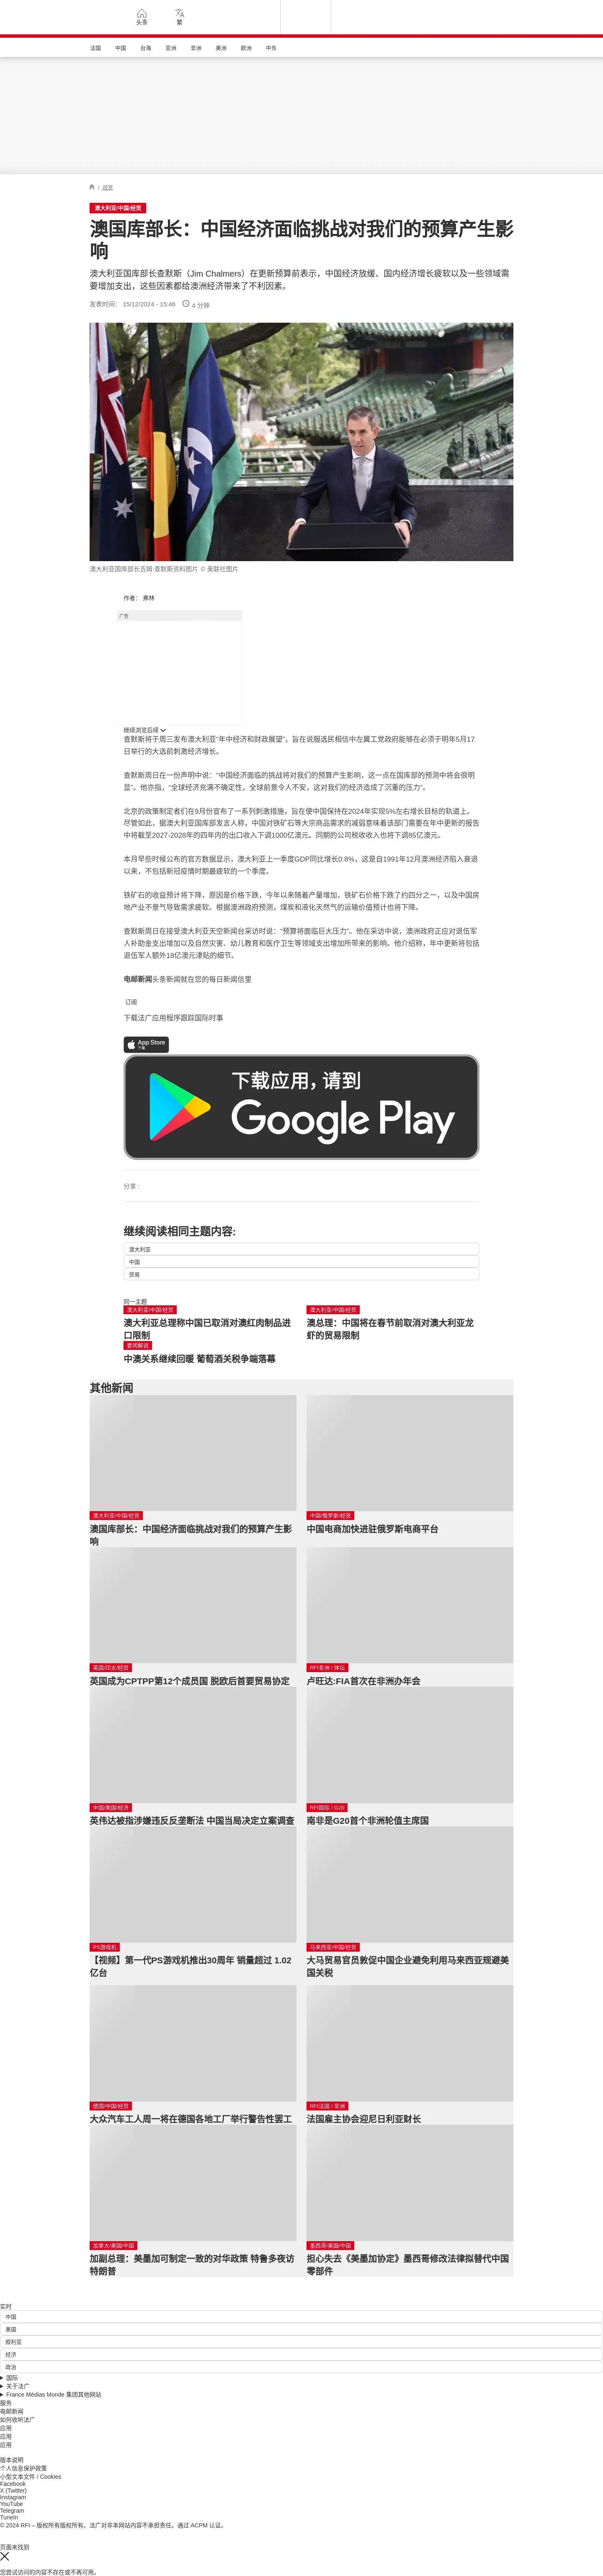 头条
繁
法国
中国
台海
亚洲
非洲
美洲
欧洲
中东
/ 经贸
澳大利亚/中国/经贸
澳国库部长：中国经济面临挑战对我们的预算产生影
响
澳大利亚国库部长查默斯（Jim Chalmers）在更新预算前表示，中国经济放缓、国内经济增长疲软以及一些领域需
要增加支出，这些因素都给澳洲经济带来了不利因素。
发表时间： 15/12/2024 - 15:46 4 分钟
澳大利亚国库部长吉姆·查默斯资料图片 © 美联社图片
作者： 弗林
广告
继续浏览后续
查默斯将于周三发布澳大利亚“年中经济和财政展望”，旨在说服选民相信中左翼工党政府能够在必须于明年5月17
日举行的大选前刺激经济增长。
查默斯周日在一份声明中说：“中国经济面临的挑战将对我们的预算产生影响，这一点在国库部的预测中将会很明
显”。他亦指，“全球经济充满不确定性，全球前景令人不安，这对我们的经济造成了沉重的压力”。
北京的政策制定者们在9月份宣布了一系列刺激措施，旨在使中国保持在2024年实现5%左右增长目标的轨道上。
尽管如此，据澳大利亚国库部发言人称，中国对铁矿石等大宗商品需求的减弱意味着该部门需要在年中更新的报告
中将截至2027-2028年的四年内的出口收入下调1000亿澳元。同期的公司税收收入也将下调85亿澳元。
本月早些时候公布的官方数据显示，澳大利亚上一季度GDP同比增长0.8%，这是自1991年12月澳洲经济陷入衰退
以来，不包括新冠疫情时期最疲软的一个季度。
铁矿石的收益预计将下降，原因是价格下跌，今年以来随着产量增加，铁矿石价格下跌了约四分之一，以及中国房
地产业不景气导致需求疲软。根据澳洲政府预测，煤炭和液化天然气的运输价值预计也将下降。
查默斯周日在接受澳大利亚天空新闻台采访时说：“预算将面临巨大压力”。他在采访中说，澳洲政府正应对退伍军
人补助金支出增加以及自然灾害、幼儿教育和医疗卫生等领域支出增加所带来的影响。他介绍称，年中更新将包括
退伍军人额外18亿澳元津贴的细节。
电邮新闻头条新闻就在您的每日新闻信里
订阅
下载法广应用程序跟踪国际时事
App Store
下载
下载应用，请到
Google Play
分享 :
继续阅读相同主题内容:
澳大利亚
中国
贸易
同一主题
澳大利亚/中国/经贸
澳大利亚总理称中国已取消对澳红肉制品进
口限制
澳大利亚/中国/经贸
澳总理：中国将在春节前取消对澳大利亚龙
虾的贸易限制
要闻解说
中澳关系继续回暖 葡萄酒关税争端落幕
其他新闻
澳大利亚/中国/经贸
澳国库部长：中国经济面临挑战对我们的预算产生影
响
中国/俄罗斯/经贸
中国电商加快进驻俄罗斯电商平台
英国/印太/经贸
英国成为CPTPP第12个成员国 脱欧后首要贸易协定
RFI非洲 / 体坛
卢旺达:FIA首次在非洲办年会
中国/美国/经济
英伟达被指涉嫌违反反垄断法 中国当局决定立案调查
RFI国际 / G20
南非是G20首个非洲轮值主席国
PS游戏机
【视频】第一代PS游戏机推出30周年 销量超过 1.02
亿台
马来西亚/中国/经贸
大马贸易官员敦促中国企业避免利用马来西亚规避美
国关税
德国/中国/经贸
大众汽车工人周一将在德国各地工厂举行警告性罢工
RFI法国 / 非洲
法国雇主协会迎尼日利亚财长
加拿大/美国/中国
加副总理：美墨加可制定一致的对华政策 特鲁多夜访
特朗普
墨西哥/美国/中国
担心失去《美墨加协定》墨西哥修改法律拟替代中国
零部件
实时
中国
美国
叙利亚
经济
政治
国际
关于法广
France Médias Monde 集团其他网站
服务
电邮新闻
如何收听法广
应用
应用
应用
版本说明
个人信息保护政策
小型文本文件 / Cookies
Facebook
X (Twitter)
Instagram
YouTube
Telegram
TuneIn
© 2024 RFI – 版权所有版权所有。法广对非本网站内容不承担责任。通过 ACPM 认证。
页面未找到
您尝试访问的内容不存在或不再可用。